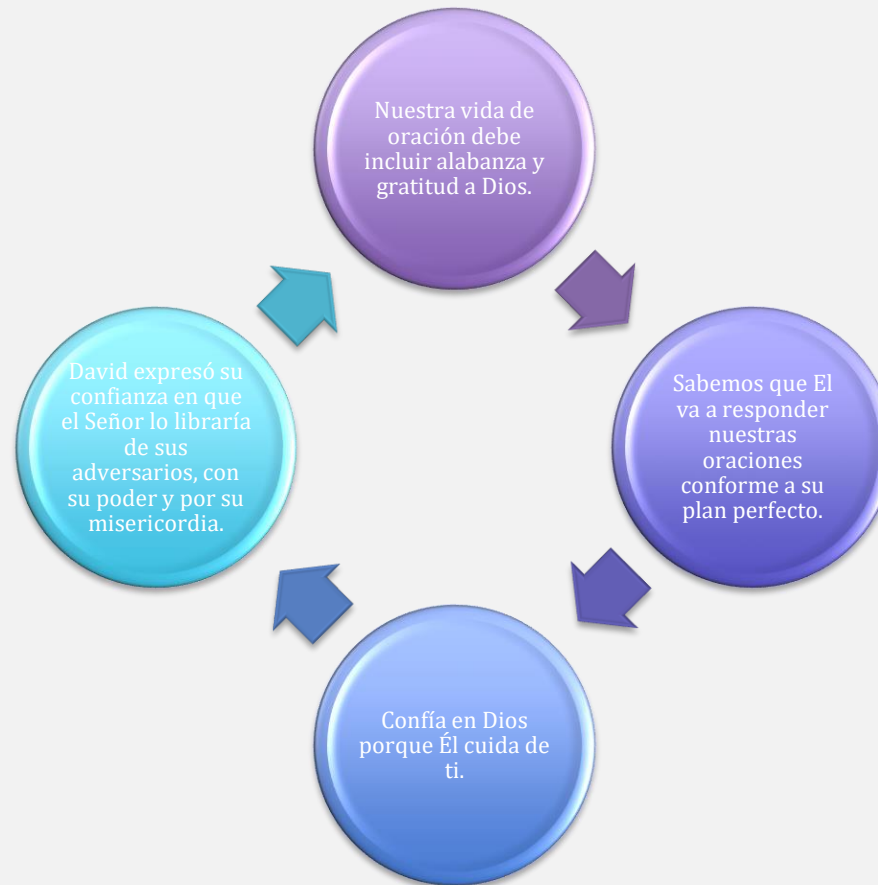 Nuestra vida de
oración debe
incluir alabanza y
gratitud a Dios.
Sabemos que El
va a responder
nuestras
oraciones
conforme a su
plan perfecto.
Confía en Dios
porque Él cuida de
ti.
David expresó su
confianza en que
el Señor lo libraría
de sus
adversarios, con
su poder y por su
misericordia.